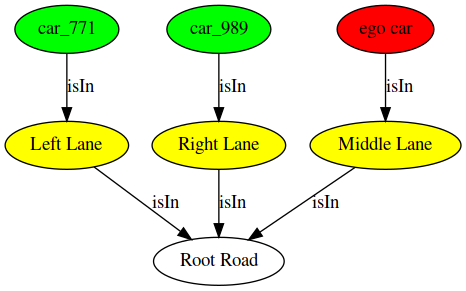 car_771
car_989
ego car
isIn
isIn
isIn
Left Lane
Right Lane
Middle Lane
isIn
isIn
isIn
Root Road